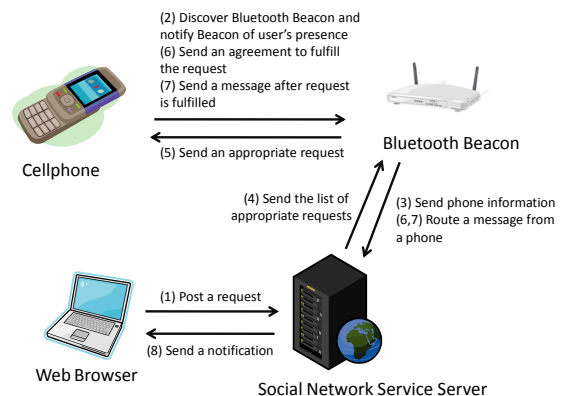 (2) Discover Bluetooth Beacon and
notify Beacon of user's presence
(6) Send an agreement to fulfill
the request
(7) Send a message after request
is fulfilled
(5) Send an appropriate request
Cellphone
Bluetooth Beacon
(4) Send the list of
appropriate requests
(3) Send phone information
(6,7) Route a message from
a phone
(1) Post a request
(8) Send a notification
Web Browser
Social Network Service Server